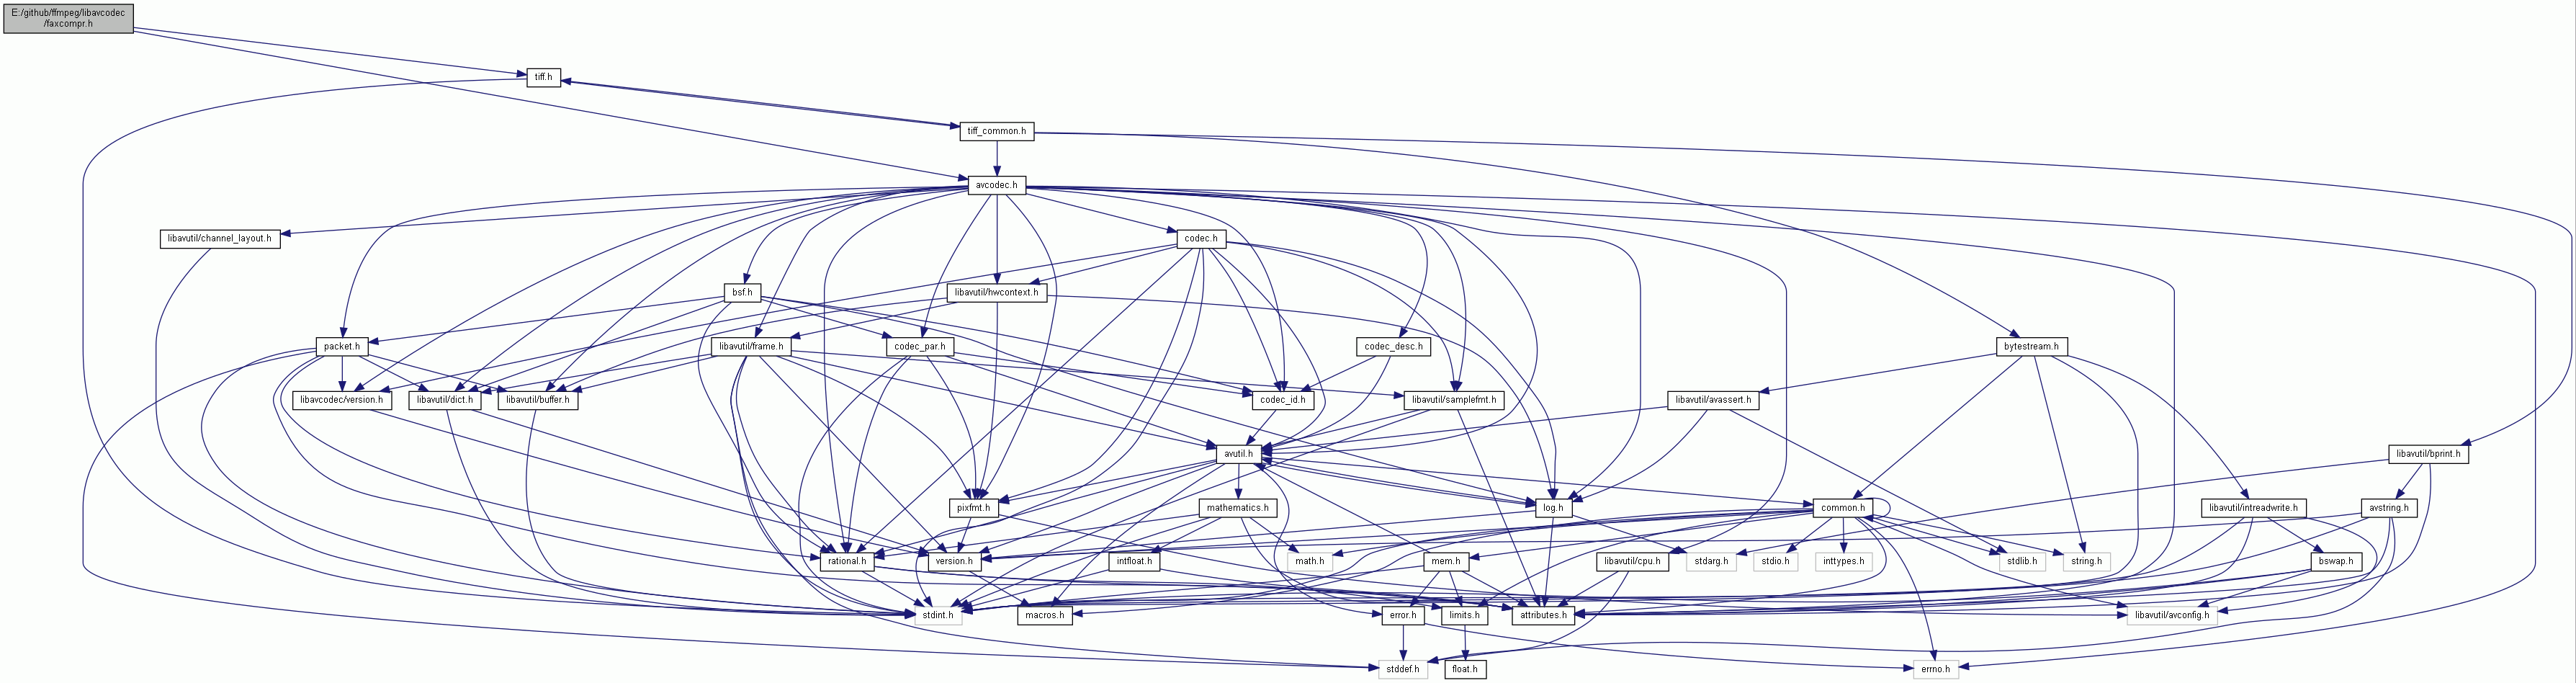 E:/github/ffmpeg/libavcodec
/faxcompr.h
tiff.h
tiff_common.h
avcodec.h
libavutil/channel_layout.h
codec.h
bsf.h
libavutil/hwcontext.h
packet.h
libavutil/frame.h
codec_par.h
codec_desc.h
bytestream.h
libavcodec/version.h
libavutil/dict.h
libavutil/buffer.h
codec_id.h
libavutil/samplefmt.h
libavutil/avassert.h
avutil.h
libavutil/bprint.h
pixfmt.h
mathematics.h
log.h
common.h
libavutil/intreadwrite.h
avstring.h
rational.h
version.h
intfloat.h
math.h
mem.h
libavutil/cpu.h
stdarg.h
stdio.h
inttypes.h
stdlib.h
string.h
bswap.h
stdint.h
macros.h
error.h
limits.h
attributes.h
libavutil/avconfig.h
stddef.h
float.h
errno.h